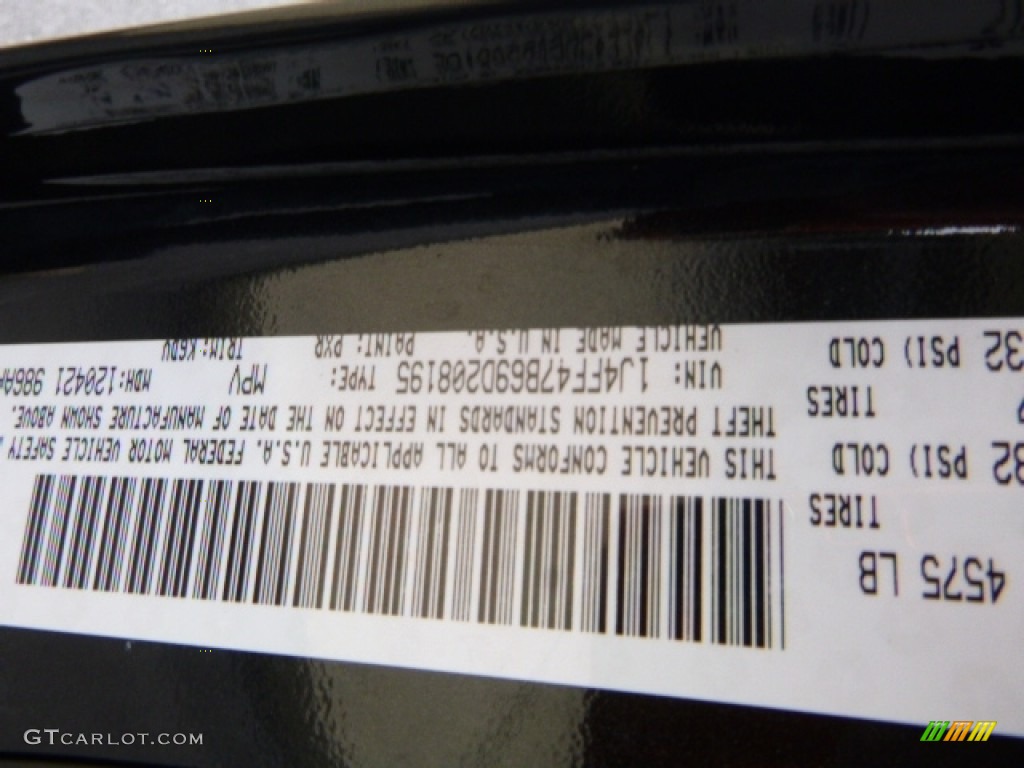 4575 LB
TIRES
32 PSI) COLD
TIRES
32 PSI) COLD
THIS VEHICLE CONFORMS TO ALL APPLICABLE U.S.A. FEDERAL MOTOR VEHICLE SAFETY
THEFT PREVENTION STANDARDS IN EFFECT ON THE DATE OF MANUFACTURE SHOWN ABOVE.
VIN: 1J4FF47B69D208195 TYPE: MPV MDH:120421 986AA
VEHICLE MADE IN U.S.A. PAINT: PXR TRIM: K6DV
GTCARLOT.COM